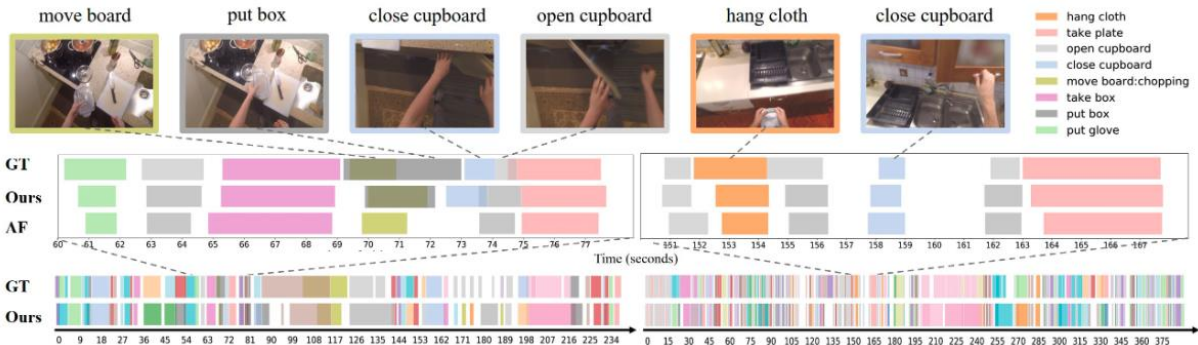 move board put box close cupboard open cupboard hang cloth close cupboard
hang cloth
take plate
open cupboard
close cupboard
move board:chopping
take box
put box
put glove
GT
Ours
AF
60 61 62 63 64 65 66 67 68 69 70 71 72 73 74 75 76 77
151 152 153 154 155 156 157 158 159 160 161 162 163 164 165 166 167
Time (seconds)
GT
Ours
0 9 18 27 36 45 54 63 72 81 90 99 108 117 126 135 144 153 162 171 180 189 198 207 216 225 234
0 15 30 45 60 75 90 105 120 135 150 165 180 195 210 225 240 255 270 285 300 315 330 345 360 375